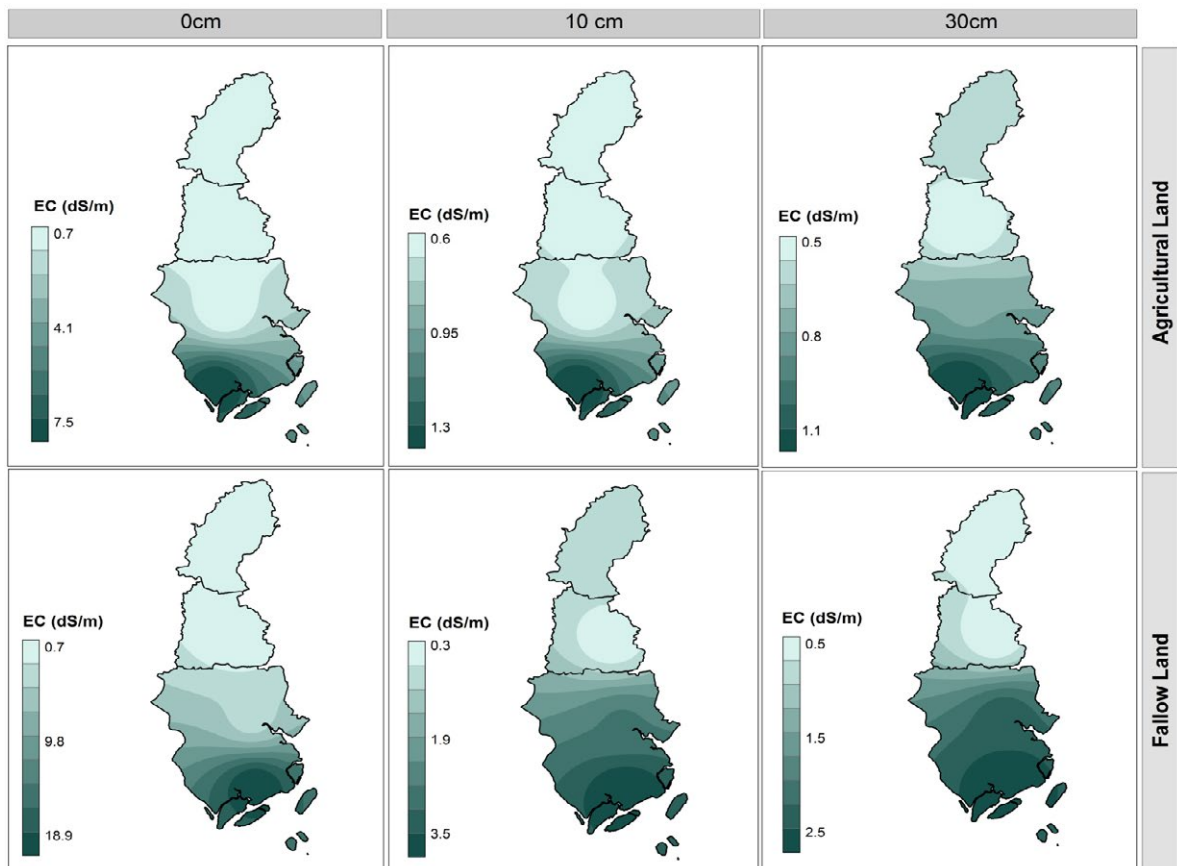 0cm
10 cm
30cm
EC (dS/m)
0.7
4.1
7.5
EC (dS/m)
0.6
0.95
1.3
EC (dS/m)
0.5
0.8
1.1
Agricultural Land
EC (dS/m)
0.7
9.8
18.9
EC (dS/m)
0.3
1.9
3.5
EC (dS/m)
0.5
1.5
2.5
Fallow Land